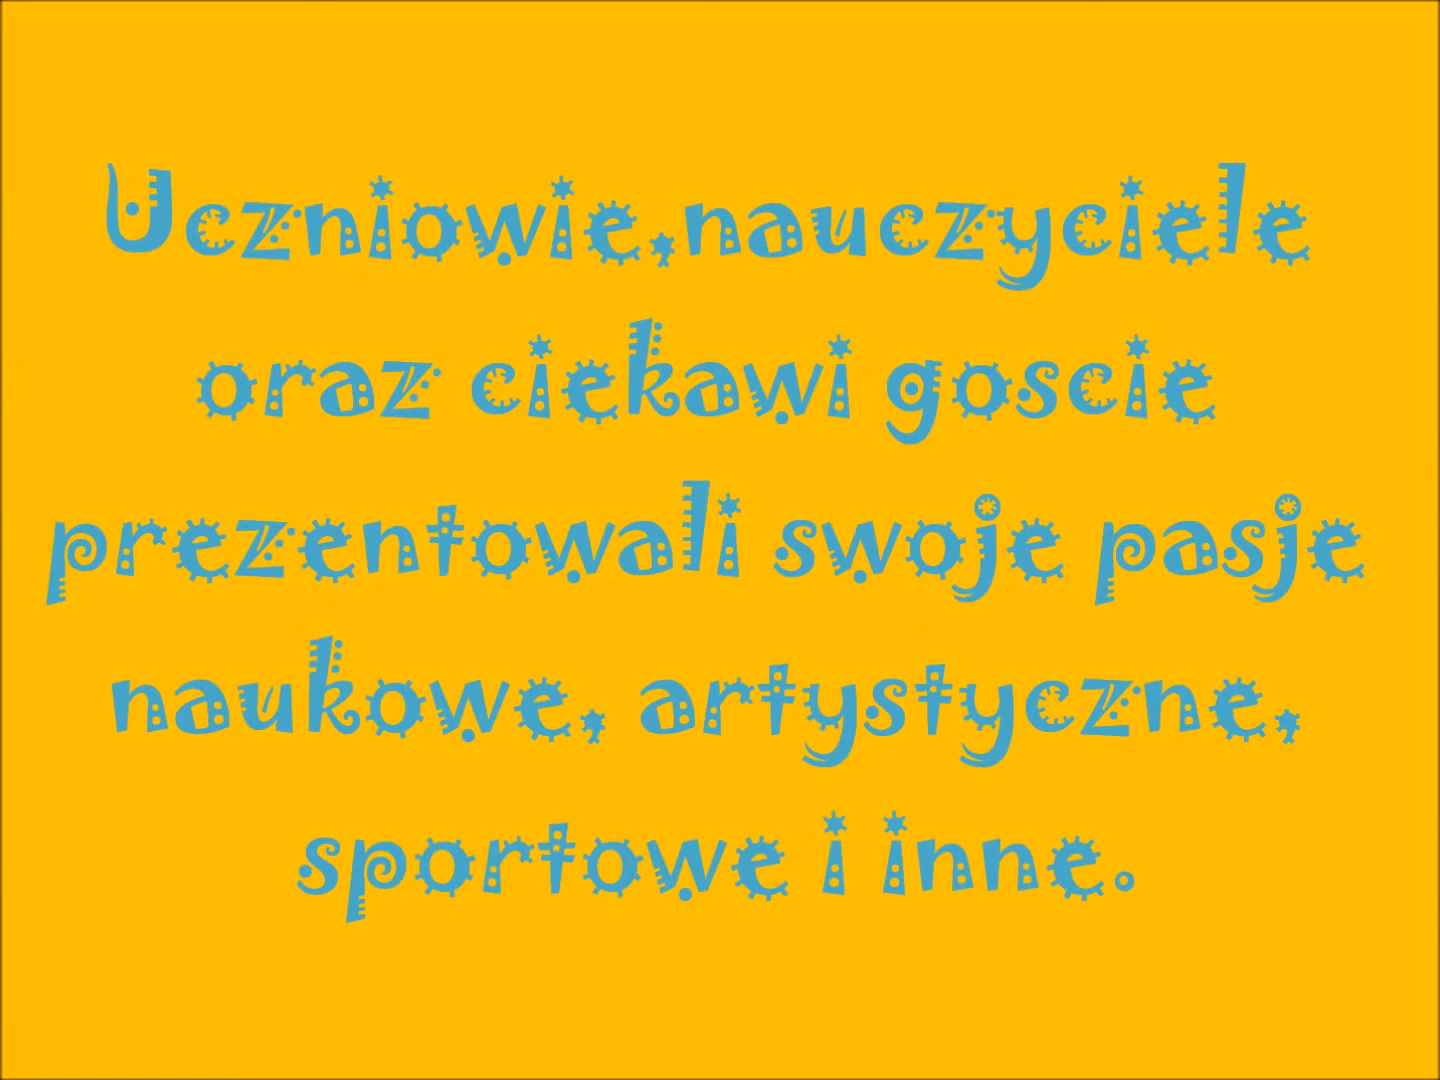 Uczniowie,nauczyciele
oraz ciekawi goscie
prezentowali swoje pasje
naukowe, artystyczne,
sportowe i inne.